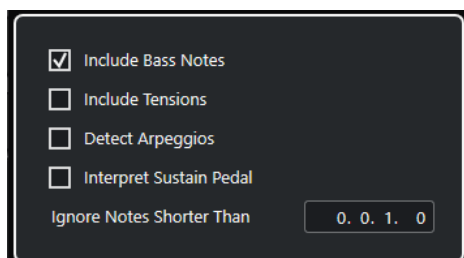 Include Bass Notes
Include Tensions
Detect Arpeggios
Interpret Sustain Pedal
Ignore Notes Shorter Than 0. 0. 1. 0